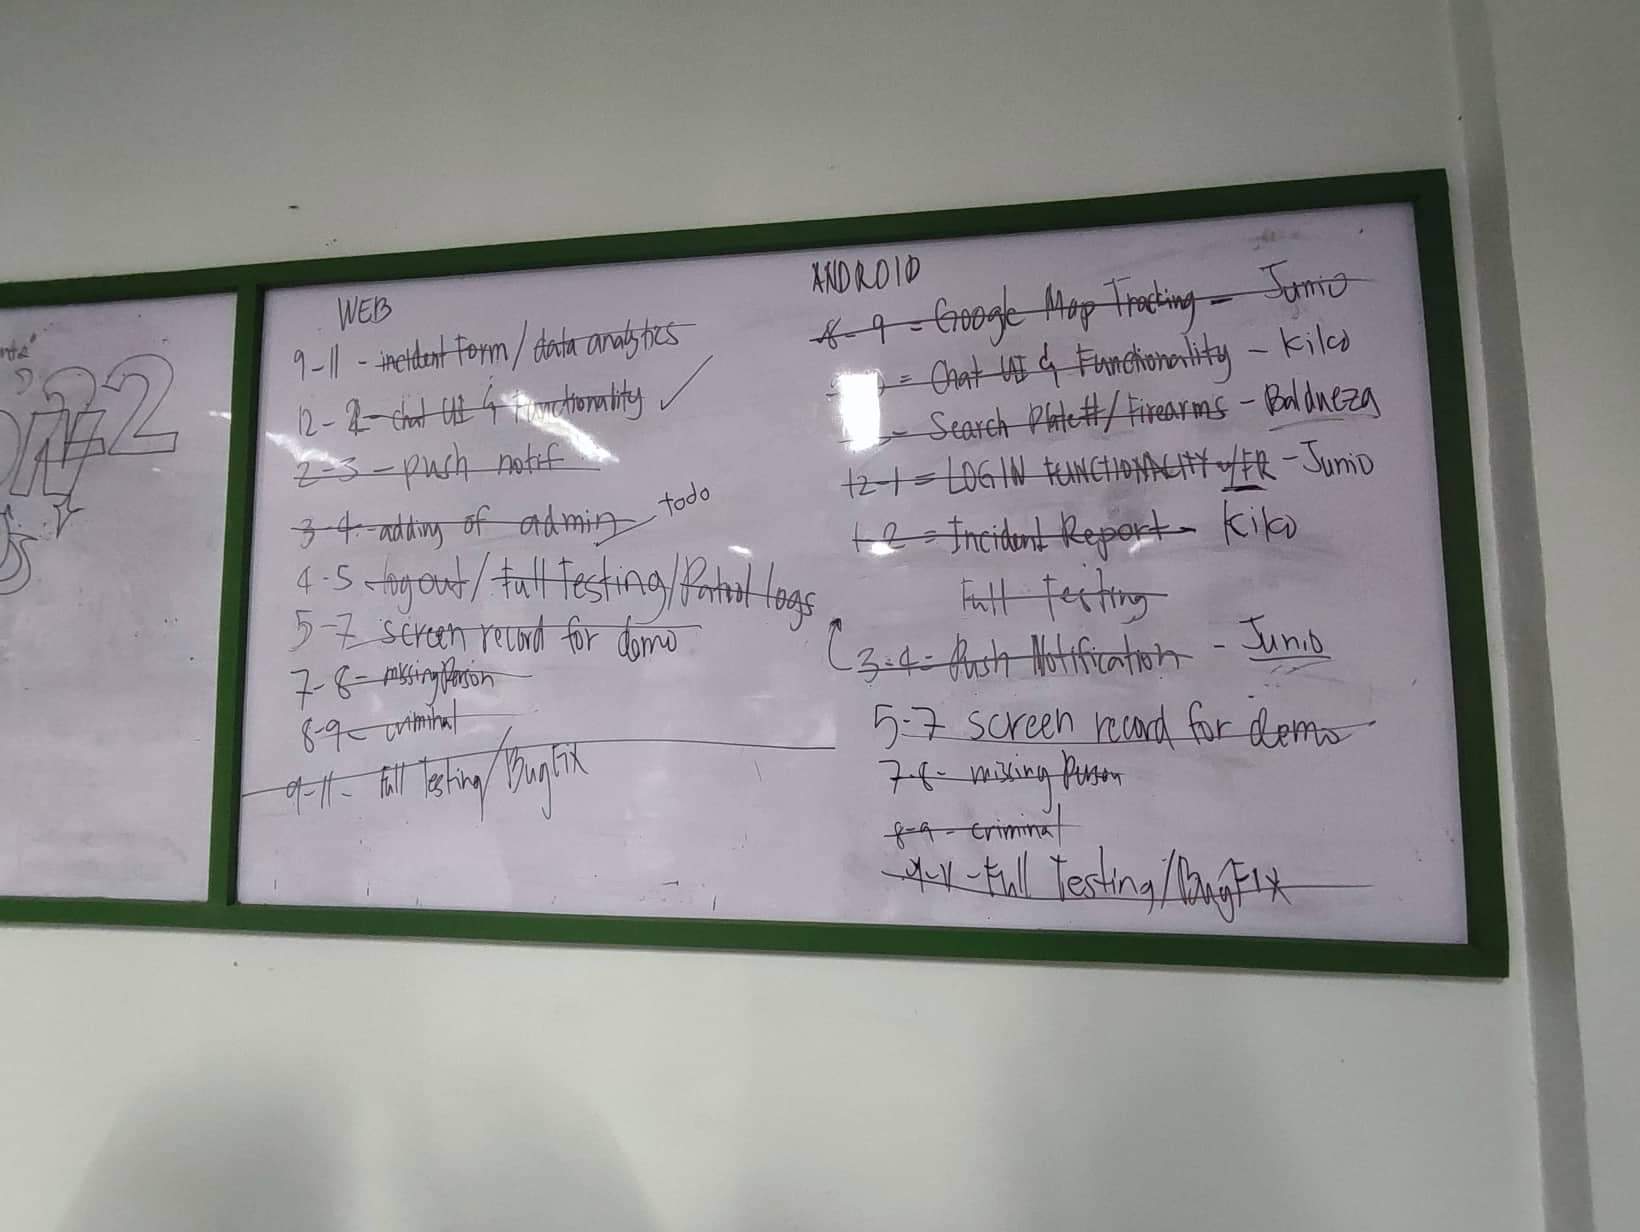 WEB
9-11 - incident form / data analytics
12-2 - chat UI & Functionality ✓
2-3 - push notif
3-4 - adding of admin todo
4-5 logout / Full Testing / Patrol logs
5-7 screen record for demo
7-8 - missing Person
8-9 - criminal
9-11 - Full Testing / BugFix
ANDROID
8-9 = Google Map Tracking - Junio
= Chat UI & Functionality - Kiko
- Search Plate# / Firearms - Baldueza
12-1 = LOGIN FUNCTIONALITY w/FR - Junio
1-2 = Incident Report - Kiko
Full Testing
3-4 = Push Notification - Junio
5-7 screen record for demo
7-8 - missing Person
8-9 - criminal
9-11 - Full Testing / BugFix